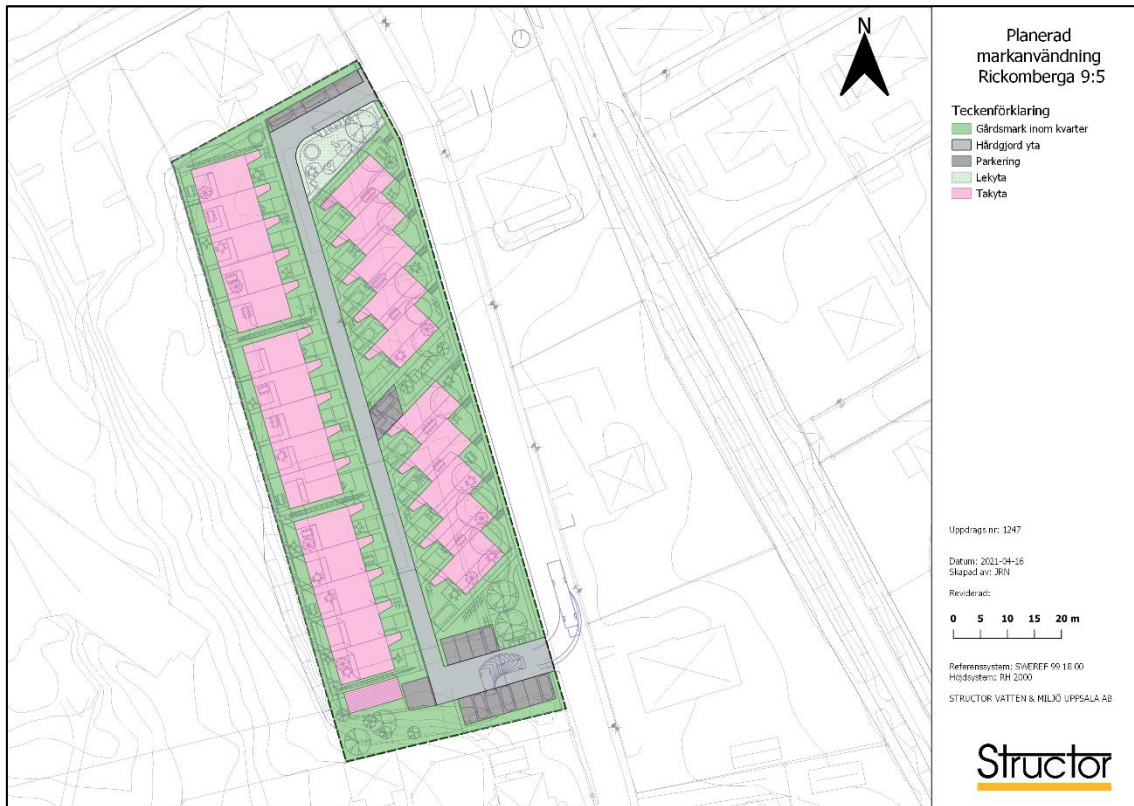 N
Planerad
markanvändning
Rickomberga 9:5
Teckenförklaring
Gårdsmark inom kvarter
Hårdgjord yta
Parkering
Lekyta
Takyta
Uppdrags nr: 1247
Datum: 2021-04-16
Skapad av: JRN
Reviderad:
0 5 10 15 20 m
Referenssystem: SWEREF 99 18 00
Höjdsystem: RH 2000
STRUCTOR VATTEN & MILJÖ UPPSALA AB
Structor